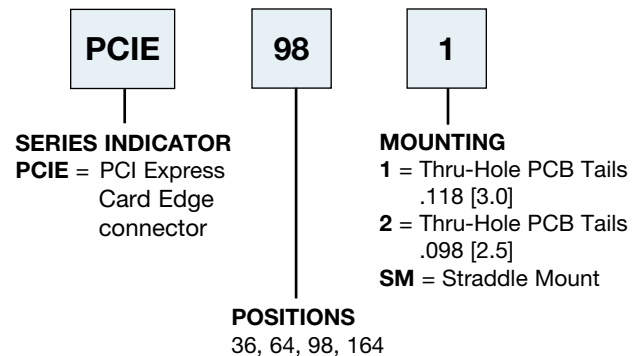 PCIE 98 1
SERIES INDICATOR
PCIE = PCI Express
Card Edge
connector
MOUNTING
1 = Thru-Hole PCB Tails
.118 [3.0]
2 = Thru-Hole PCB Tails
.098 [2.5]
SM = Straddle Mount
POSITIONS
36, 64, 98, 164